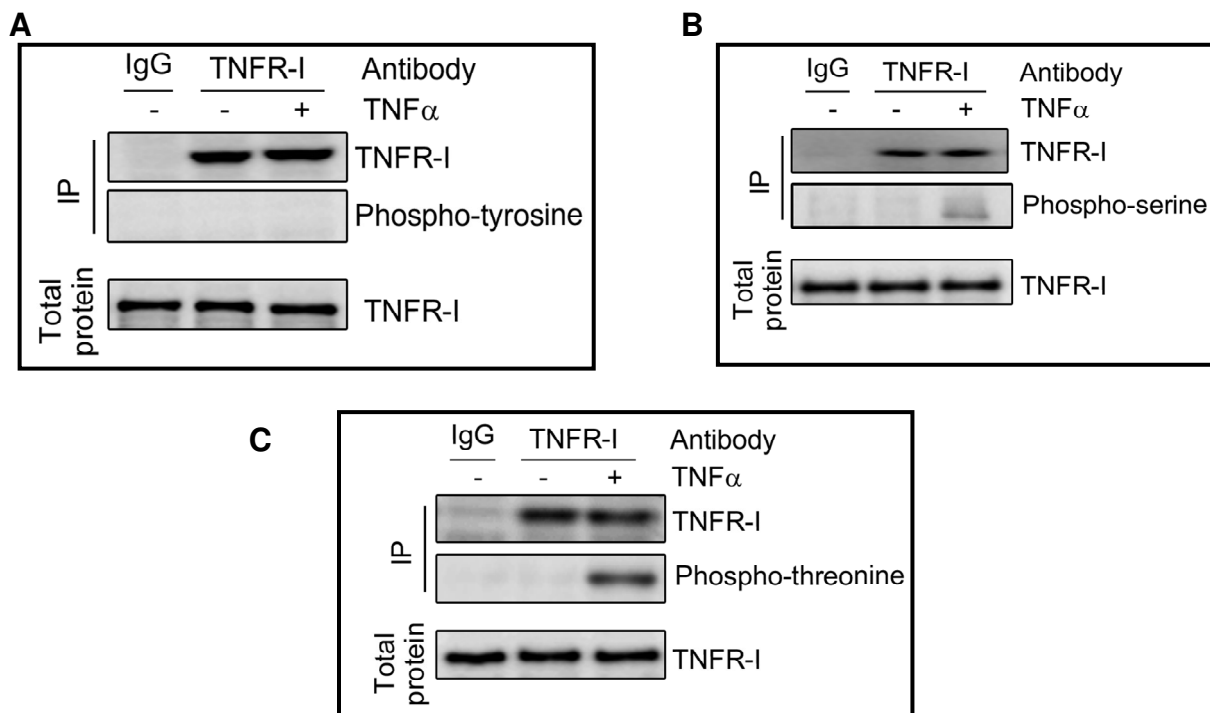 A
IgG TNFR-I Antibody
- - + TNFα
IP
TNFR-I
Phospho-tyrosine
Total protein
TNFR-I
B
IgG TNFR-I Antibody
- - + TNFα
IP
TNFR-I
Phospho-serine
Total protein
TNFR-I
C
IgG TNFR-I Antibody
- - + TNFα
IP
TNFR-I
Phospho-threonine
Total protein
TNFR-I